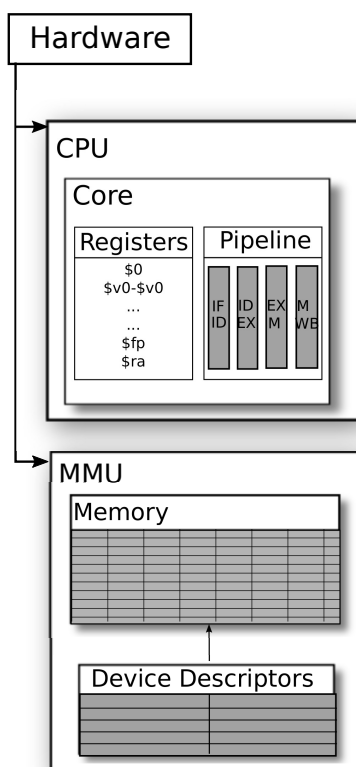 Hardware
CPU
Core
Registers
$0
$v0-$v0
...
...
$fp
$ra
Pipeline
IF
ID
ID
EX
EX
M
M
WB
MMU
Memory
Device Descriptors